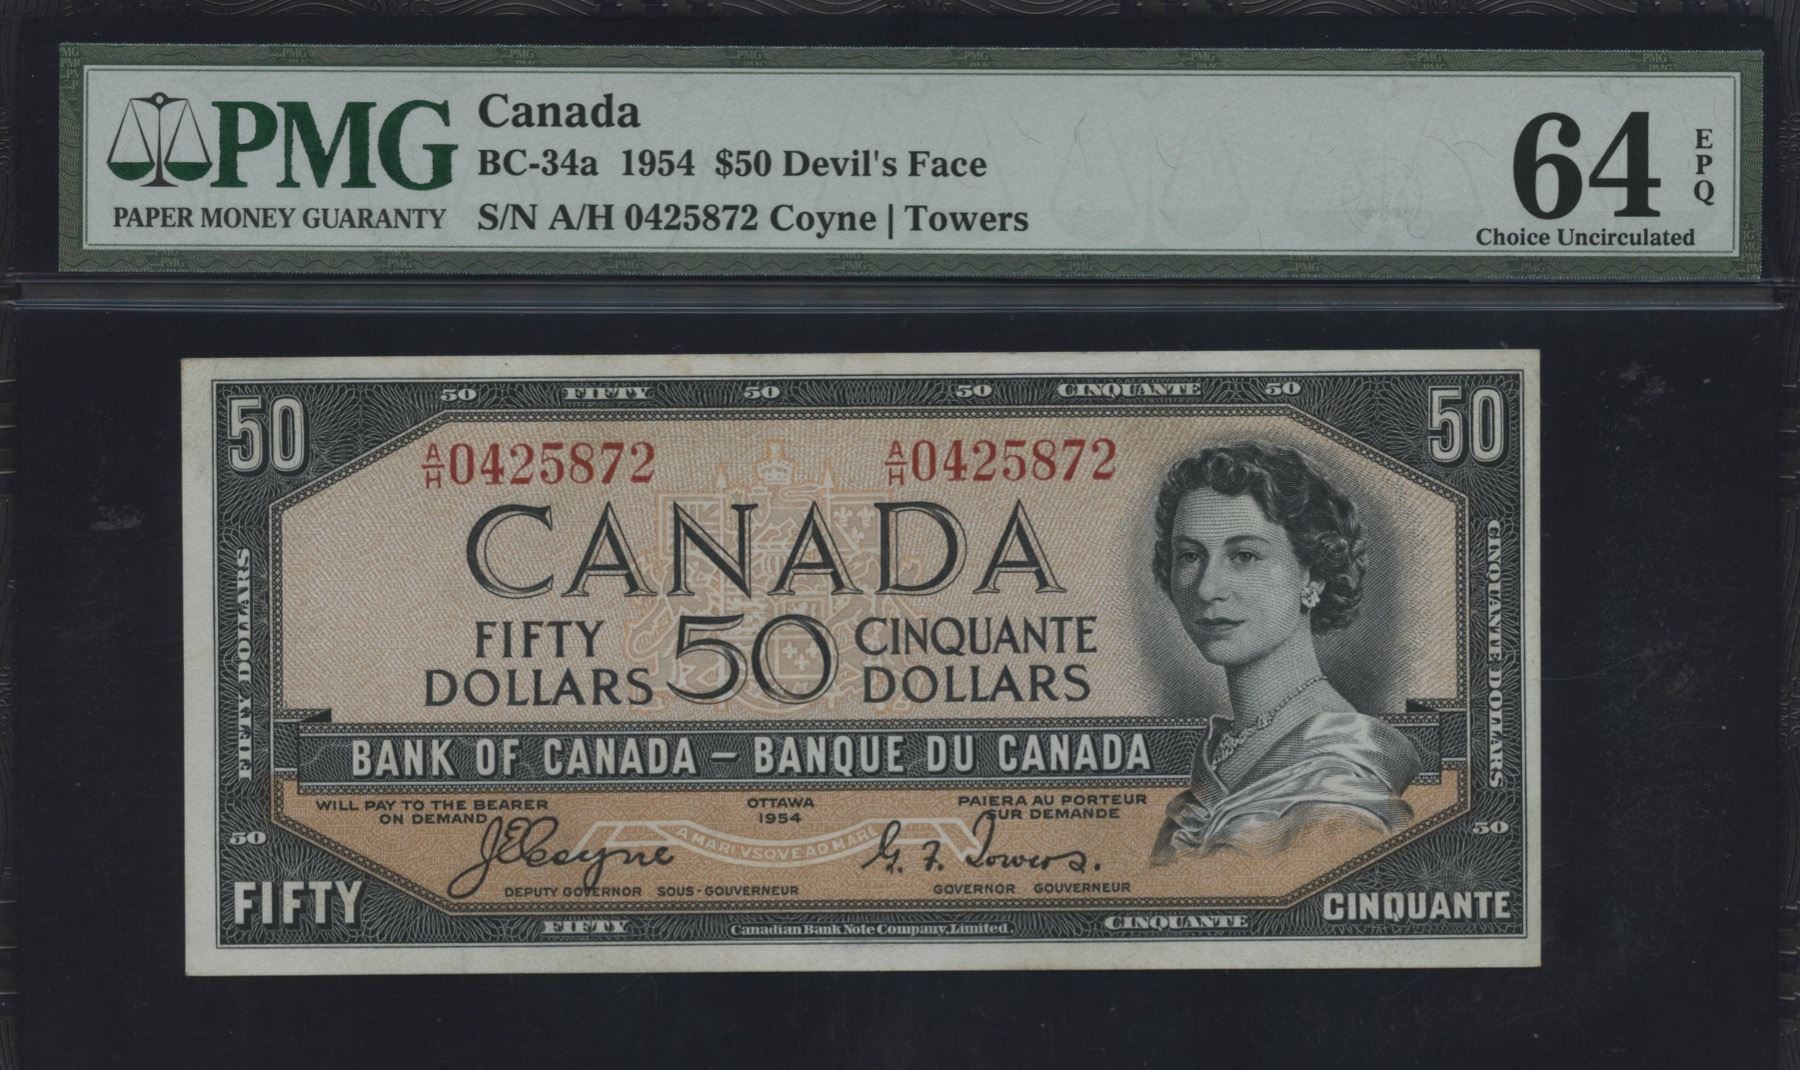 PMG
PAPER MONEY GUARANTY
Canada
BC-34a 1954 $50 Devil's Face
S/N A/H 0425872 Coyne | Towers
64
EPQ
Choice Uncirculated
50 FIFTY 50 50 CINQUANTE 50
50 50
A/H 0425872 A/H 0425872
CANADA
FIFTY DOLLARS 50 CINQUANTE DOLLARS
FIFTY DOLLARS
CINQUANTE DOLLARS
BANK OF CANADA – BANQUE DU CANADA
WILL PAY TO THE BEARER ON DEMAND
OTTAWA
1954
PAIERA AU PORTEUR SUR DEMANDE
A MARI VSQVE AD MARE
J E Coyne
G. F. Towers.
DEPUTY GOVERNOR SOUS-GOUVERNEUR
GOVERNOR GOUVERNEUR
50 50
FIFTY CINQUANTE
FIFTY Canadian Bank Note Company, Limited. CINQUANTE